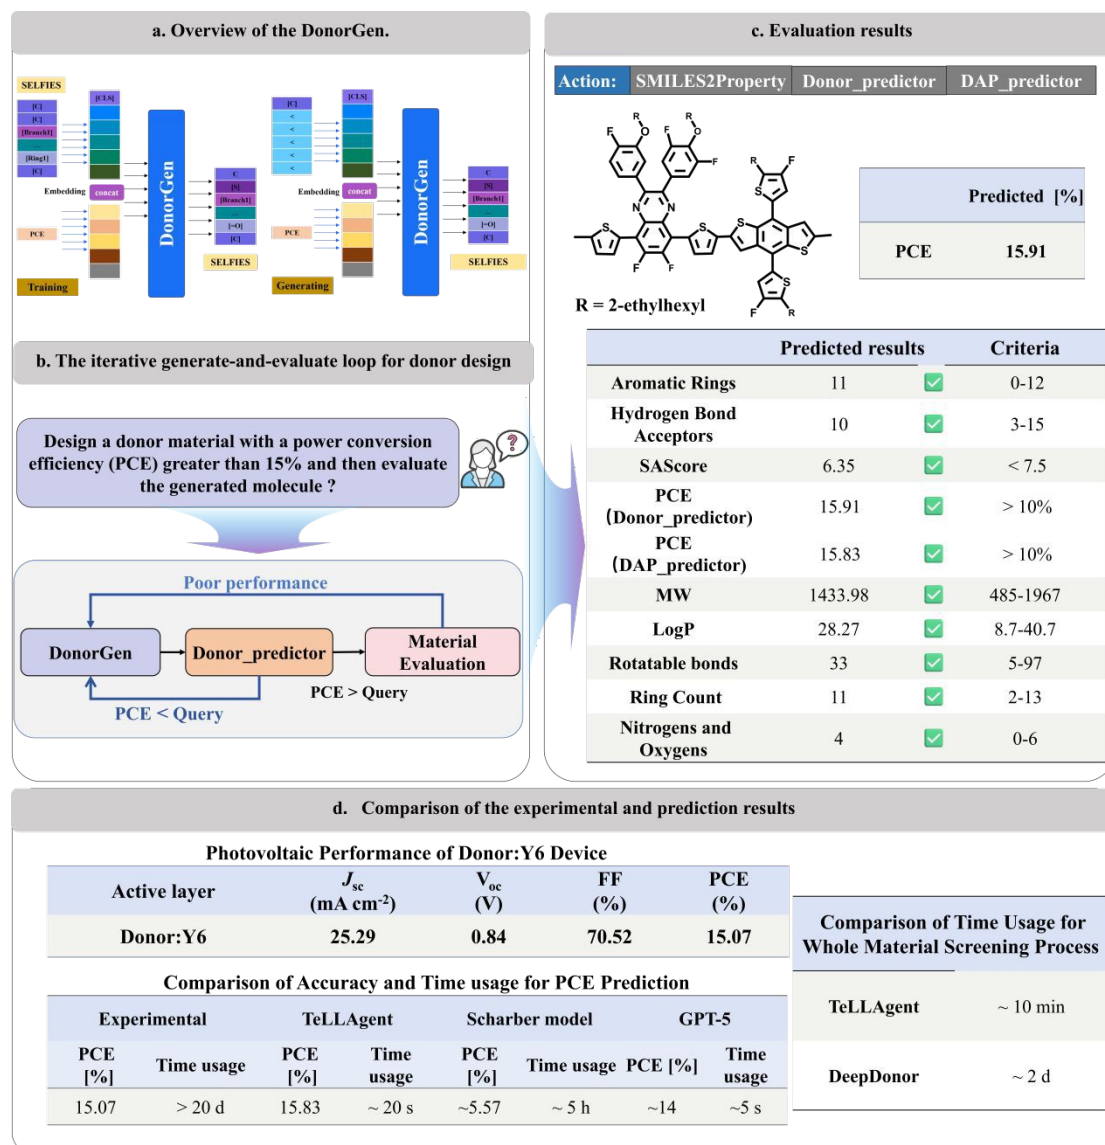 a. Overview of the DonorGen.
SELFIES
[C]
[C]
[Branch1]
...
[Ring1]
[C]
[CLS]
Embedding
concat
PCE
Training
DonorGen
C
[S]
[Branch1]
...
[=O]
[C]
SELFIES
[C]
<
<
<
<
<
[CLS]
Embedding
concat
PCE
Generating
DonorGen
C
[S]
[Branch1]
...
[=O]
[C]
SELFIES
b. The iterative generate-and-evaluate loop for donor design
Design a donor material with a power conversion
efficiency (PCE) greater than 15% and then evaluate
the generated molecule ?
?
Poor performance
DonorGen
Donor_predictor
Material
Evaluation
PCE > Query
PCE < Query
c. Evaluation results
Action: SMILES2Property Donor_predictor DAP_predictor
R R
F O O F
F
R F
S
N N
S
S S S
F F
S
F R
R = 2-ethylhexyl
Predicted [%]
PCE 15.91
Predicted results Criteria
Aromatic Rings 11 0-12
Hydrogen Bond
Acceptors 10 3-15
SAScore 6.35 < 7.5
PCE
(Donor_predictor) 15.91 > 10%
PCE
(DAP_predictor) 15.83 > 10%
MW 1433.98 485-1967
LogP 28.27 8.7-40.7
Rotatable bonds 33 5-97
Ring Count 11 2-13
Nitrogens and
Oxygens 4 0-6
d. Comparison of the experimental and prediction results
Photovoltaic Performance of Donor:Y6 Device
Active layer Jsc (mA cm-2) Voc (V) FF (%) PCE (%)
Donor:Y6 25.29 0.84 70.52 15.07
Comparison of Accuracy and Time usage for PCE Prediction
Experimental TeLLAgent Scharber model GPT-5
PCE [%] Time usage PCE [%] Time usage PCE [%] Time usage PCE [%] Time usage
15.07 > 20 d 15.83 ~ 20 s ~5.57 ~ 5 h ~14 ~5 s
Comparison of Time Usage for
Whole Material Screening Process
TeLLAgent ~ 10 min
DeepDonor ~ 2 d